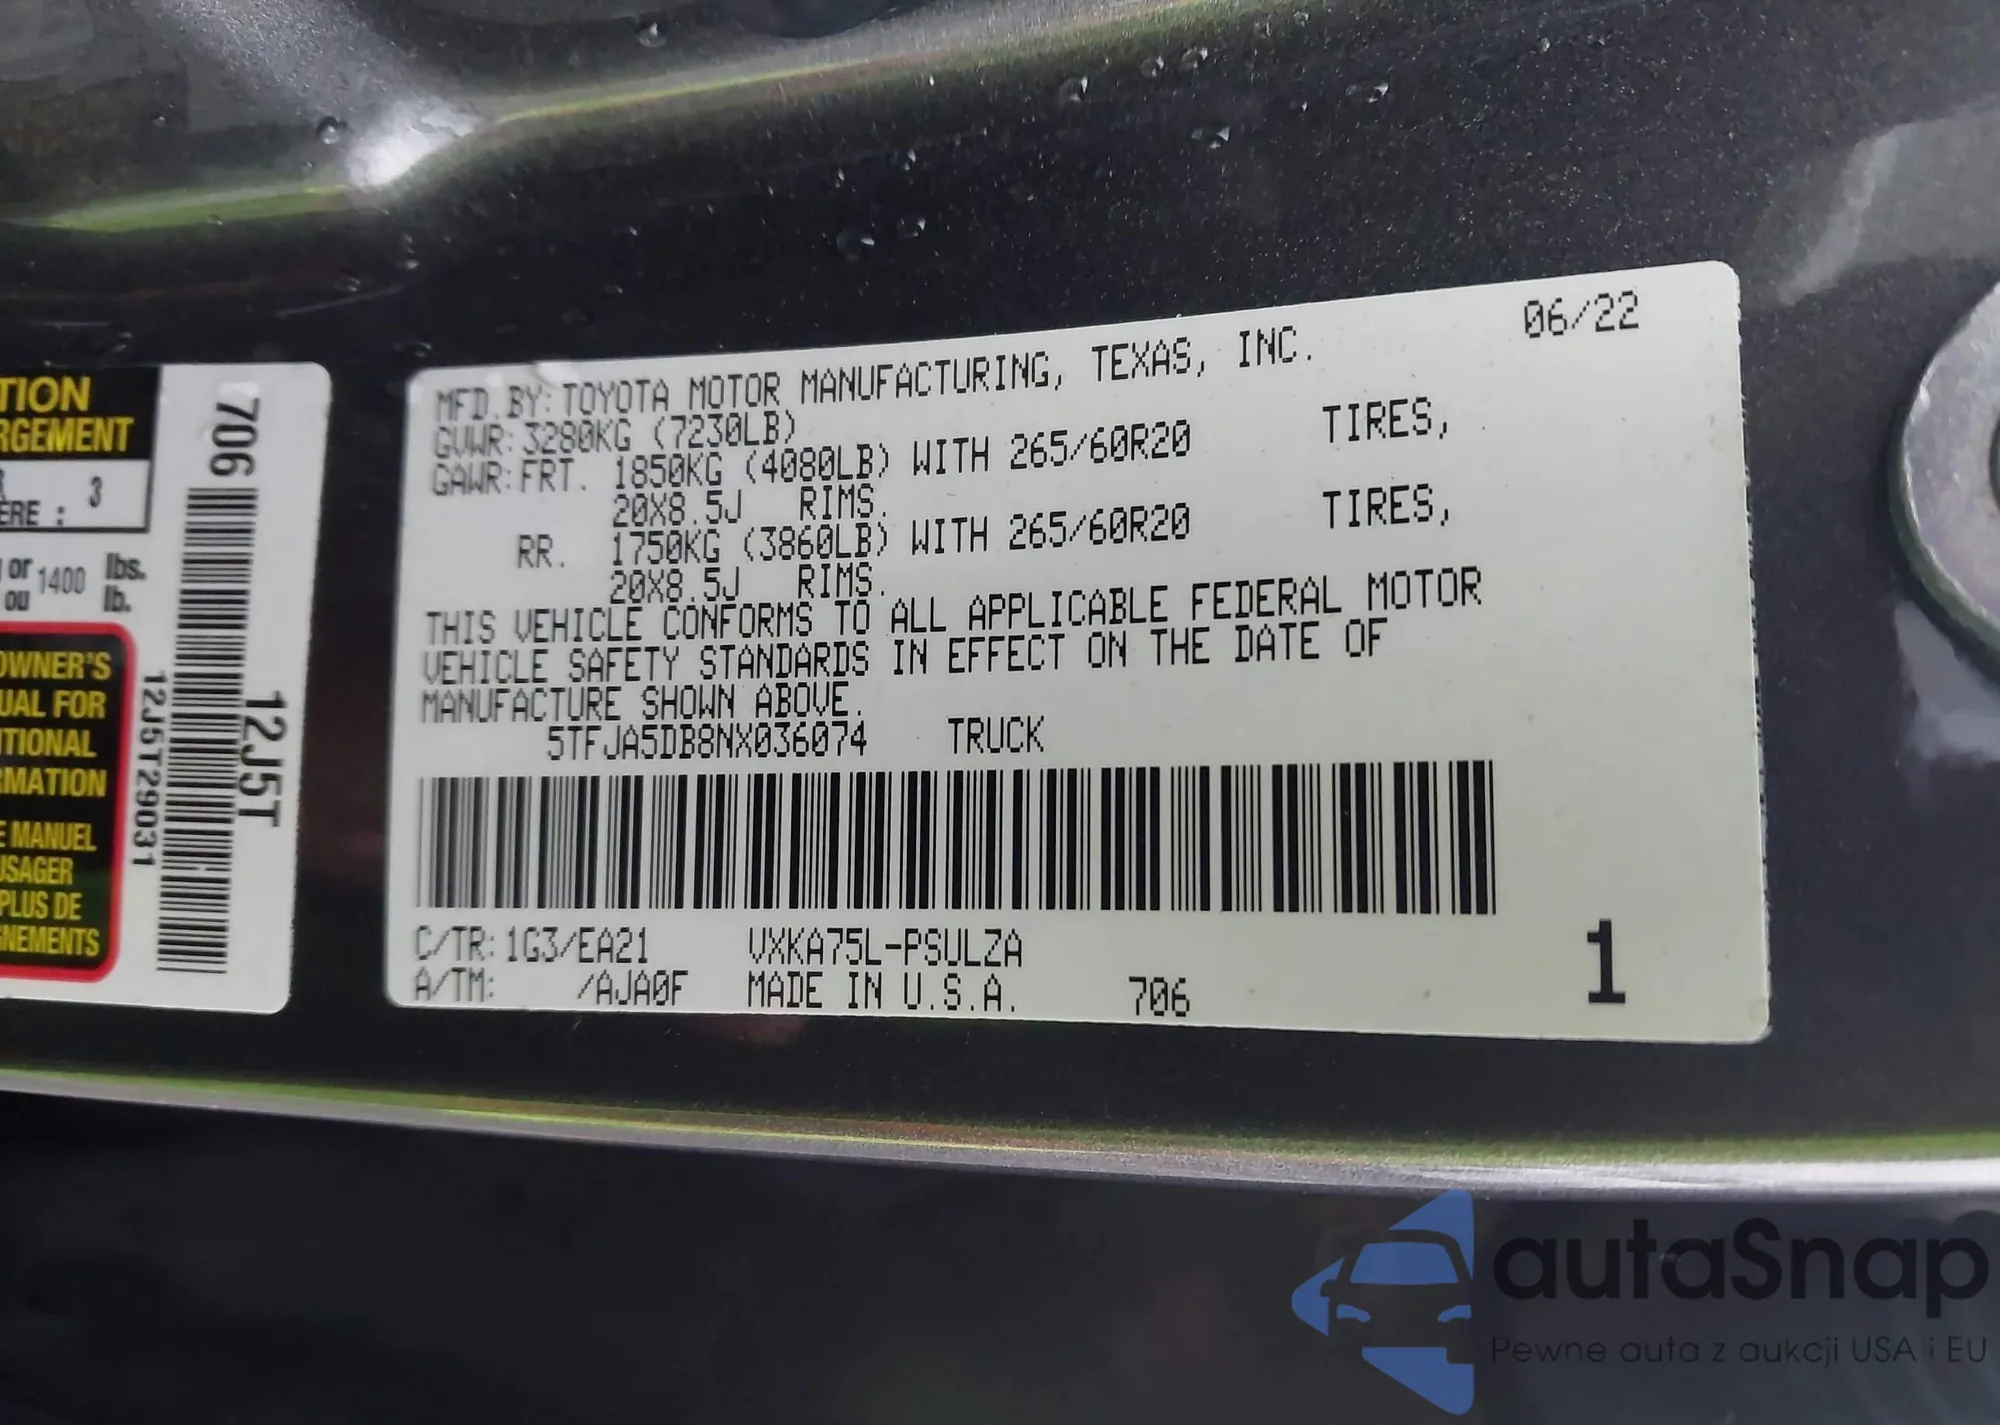 TION
RGEMENT
3
ÈRE :
or 1400 lbs.
ou lb.
OWNER'S
UAL FOR
ITIONAL
RMATION
E MANUEL
USAGER
PLUS DE
GNEMENTS
706
12J5T
12J5T29031
06/22
MFD. BY: TOYOTA MOTOR MANUFACTURING, TEXAS, INC.
GVWR: 3280KG (7230LB)
GAWR: FRT. 1850KG (4080LB) WITH 265/60R20 TIRES,
20X8.5J RIMS.
RR. 1750KG (3860LB) WITH 265/60R20 TIRES,
20X8.5J RIMS.
THIS VEHICLE CONFORMS TO ALL APPLICABLE FEDERAL MOTOR
VEHICLE SAFETY STANDARDS IN EFFECT ON THE DATE OF
MANUFACTURE SHOWN ABOVE.
5TFJA5DB8NX036074 TRUCK
C/TR: 1G3/EA21 VXKA75L-PSULZA
A/TM: /AJA0F MADE IN U.S.A. 706
1
autaSnap
Pewne auta z aukcji USA i EU